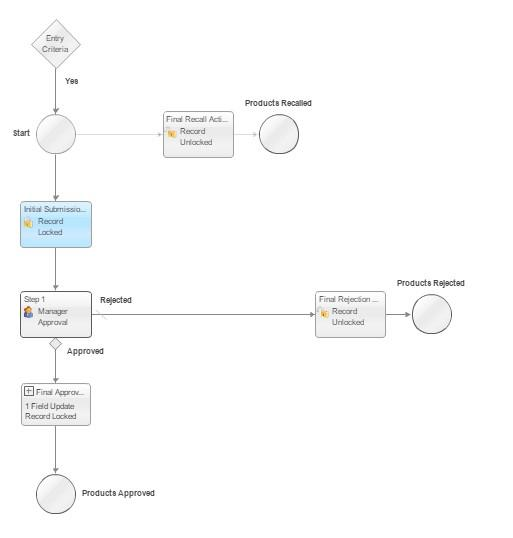 Entry
Criteria
Yes
Products Recalled
Start
Final Recall Acti...
Record
Unlocked
Initial Submissio...
Record
Locked
Step 1
Manager
Approval
Rejected
Final Rejection ...
Record
Unlocked
Products Rejected
Approved
Final Approv...
1 Field Update
Record Locked
Products Approved